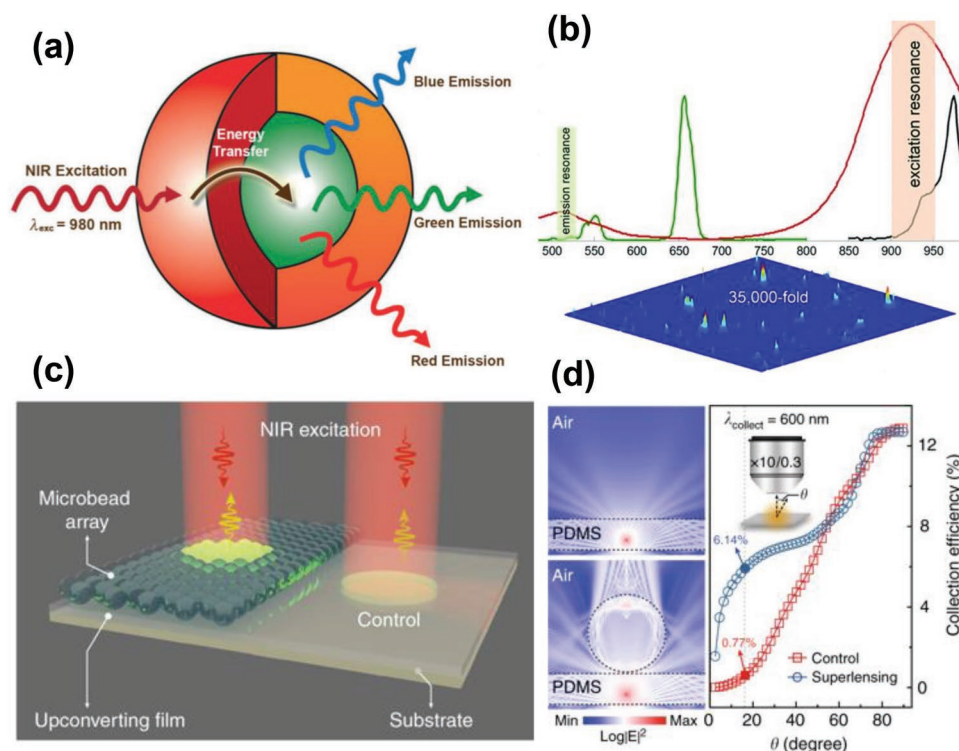 (a)
Blue Emission
Energy
Transfer
NIR Excitation
λexc = 980 nm
Green Emission
Red Emission
(b)
emission resonance
excitation resonance
500 550 600 650 700 750 800 850 900 950
35,000-fold
(c)
NIR excitation
Microbead
array
Control
Upconverting film
Substrate
(d)
Air
PDMS
Air
PDMS
Min Max
Log|E|²
λcollect = 600 nm
×10/0.3
θ
6.14%
0.77%
Control
Superlensing
12
8
4
0
0 20 40 60 80
θ (degree)
Collection efficiency (%)